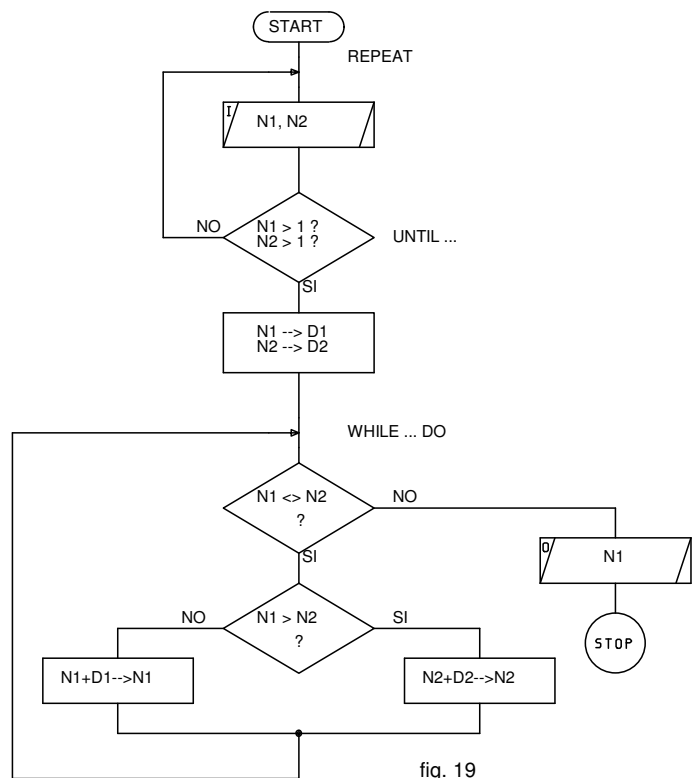 START
REPEAT
I
N1, N2
NO
N1 > 1 ?
N2 > 1 ?
UNTIL ...
SI
N1 --> D1
N2 --> D2
WHILE ... DO
N1 <> N2
?
NO
SI
O
N1
NO
N1 > N2
?
SI
STOP
N1+D1-->N1
N2+D2-->N2
fig. 19